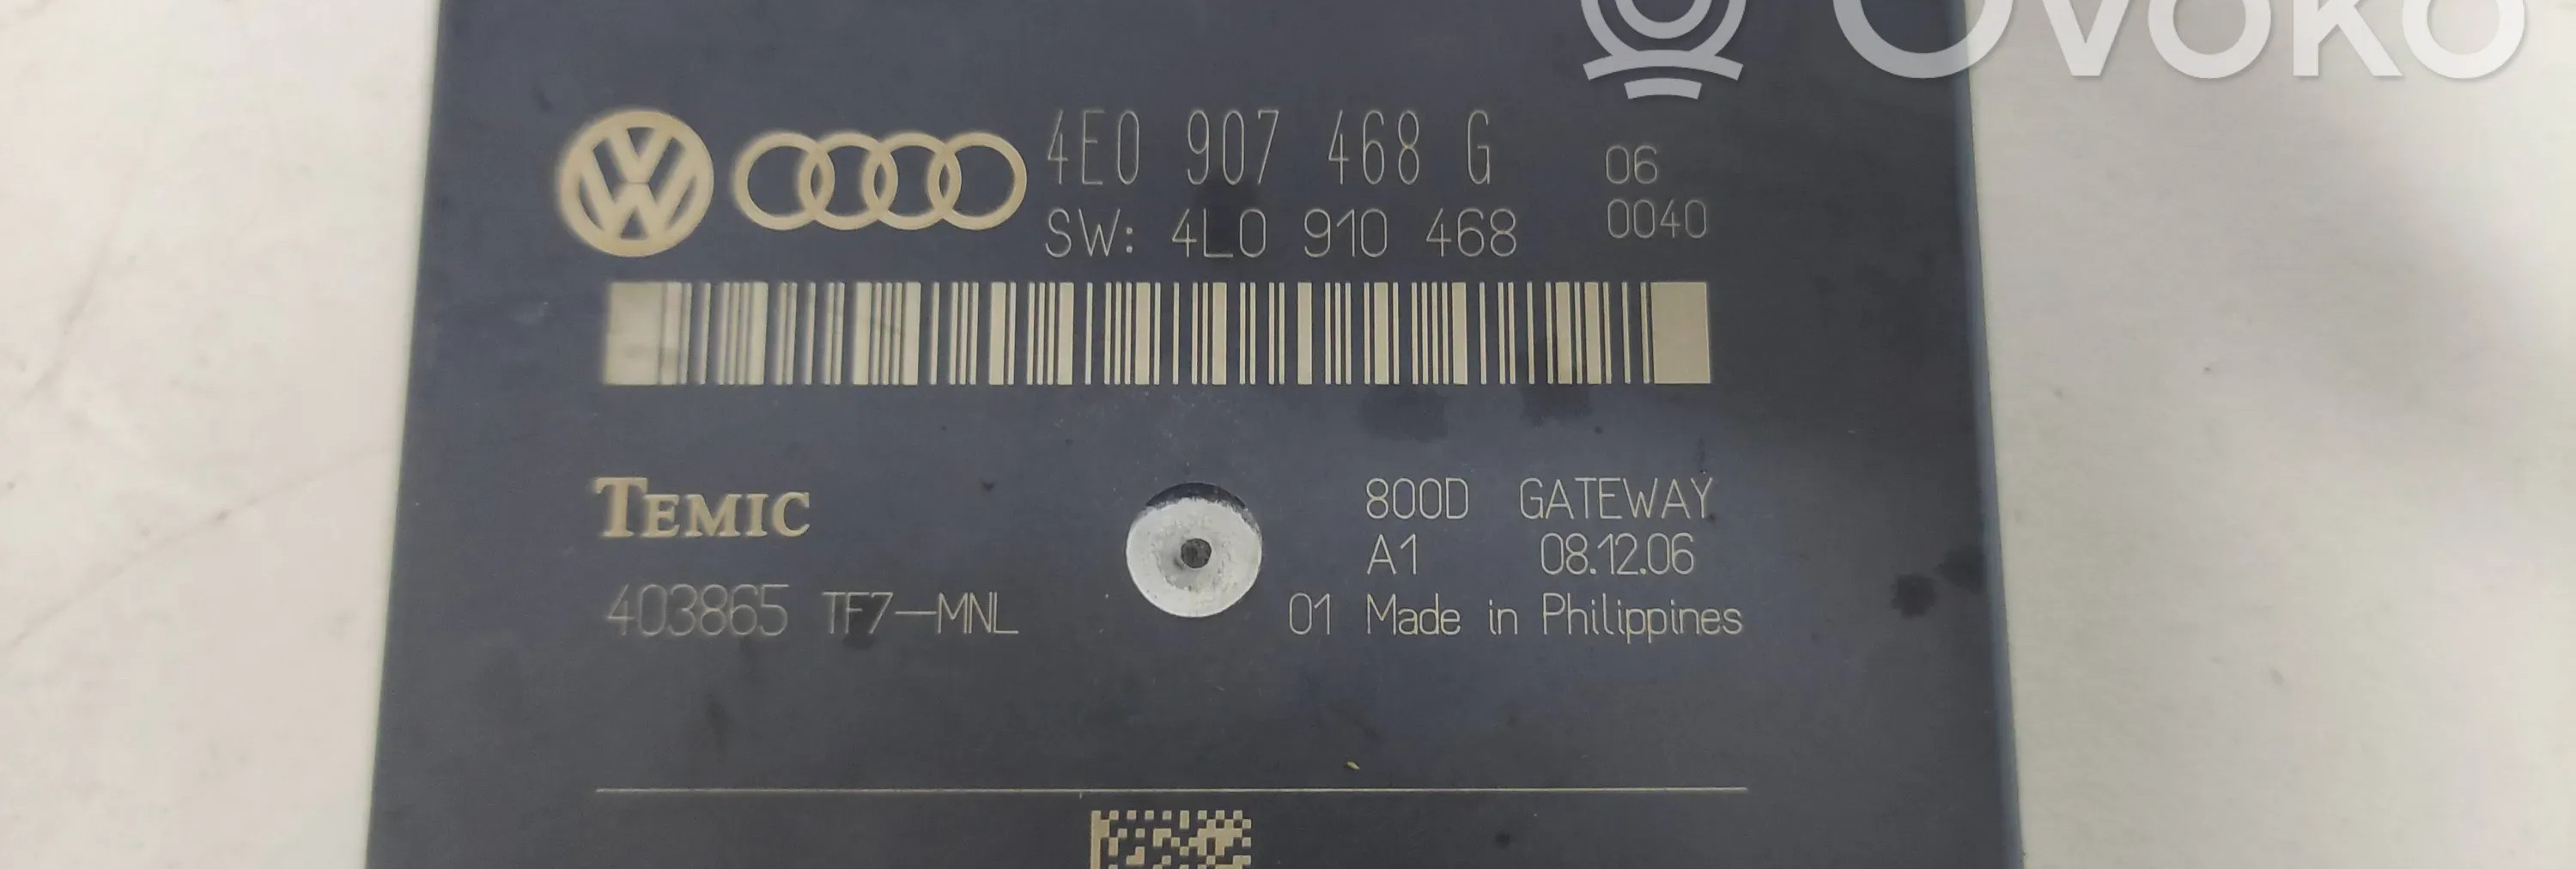 Ovoko
4E0 907 468 G
06
SW: 4L0 910 468
0040
TEMIC
800D GATEWAY
A1 08.12.06
403865 TF7-MNL
01 Made in Philippines